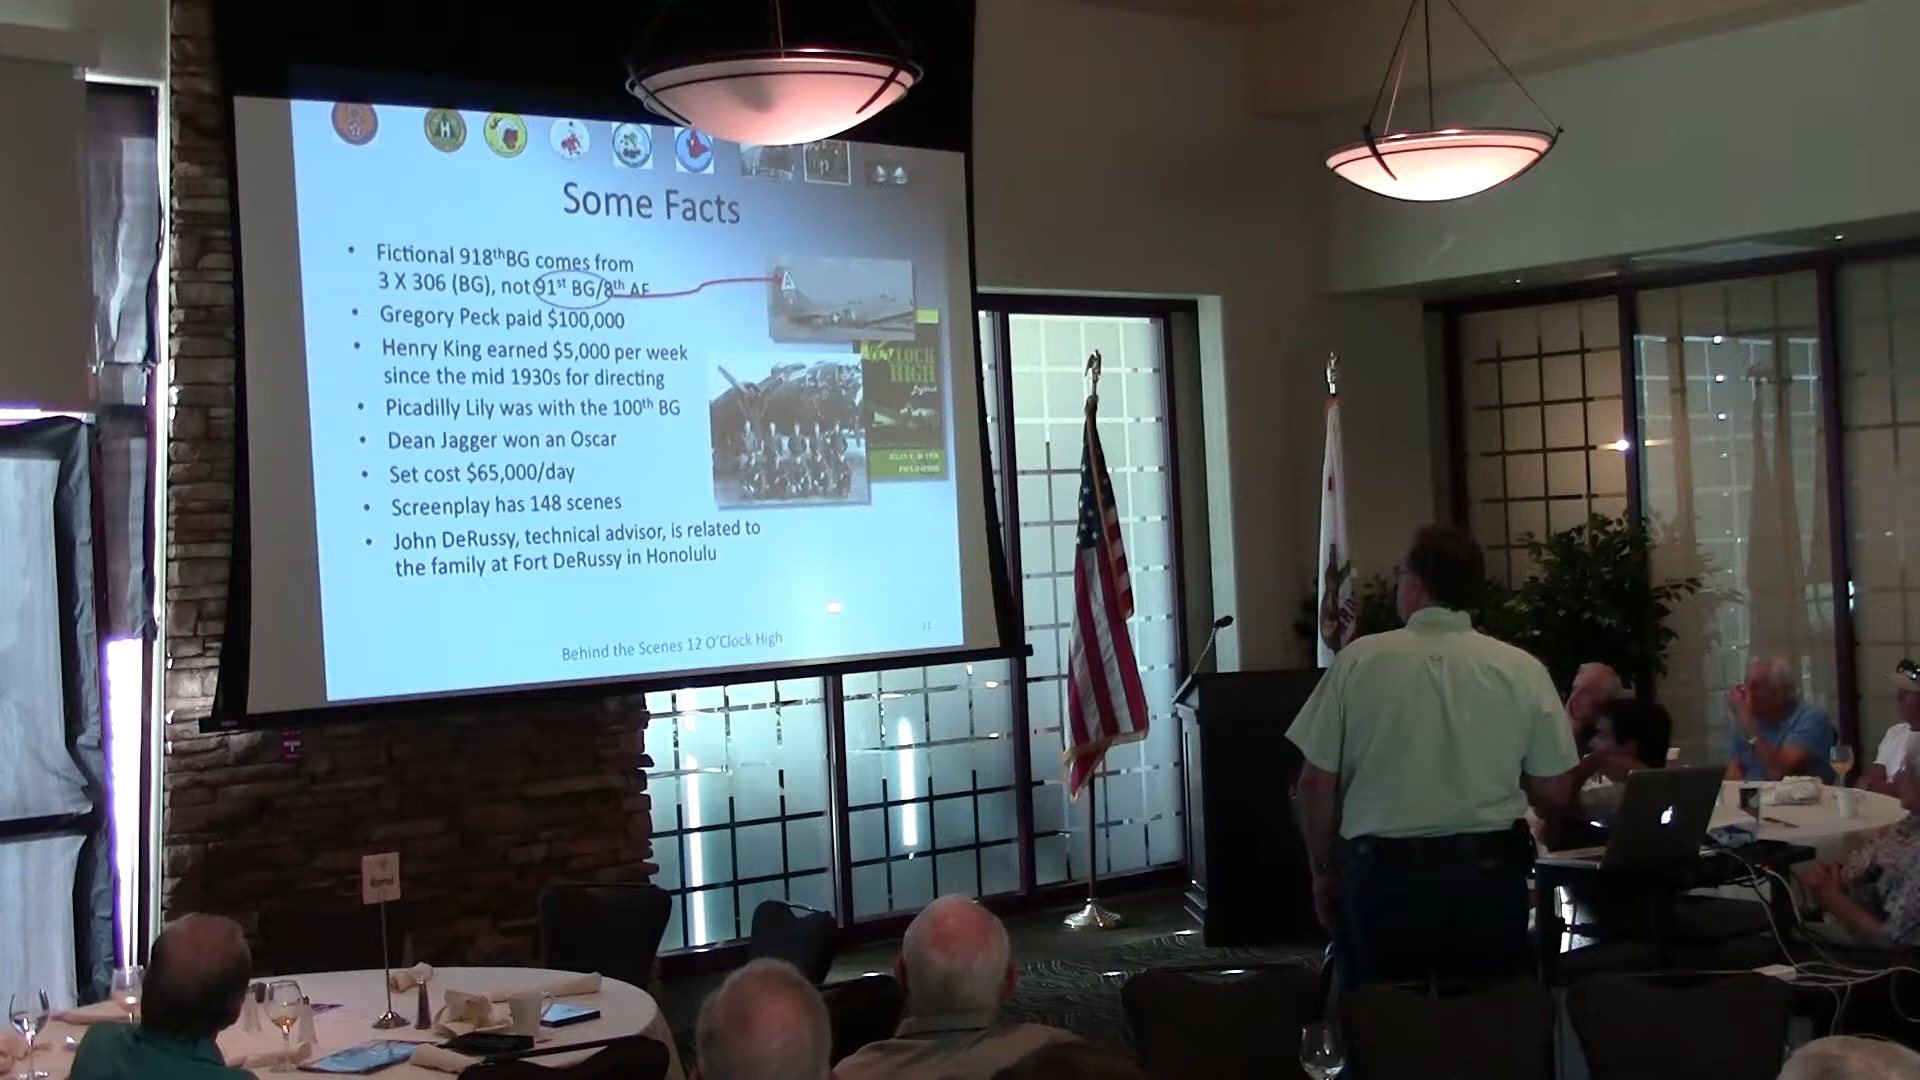 Some Facts
• Fictional 918thBG comes from
3 X 306 (BG), not 91st BG/8th AF
• Gregory Peck paid $100,000
• Henry King earned $5,000 per week
since the mid 1930s for directing
• Picadilly Lily was with the 100th BG
• Dean Jagger won an Oscar
• Set cost $65,000/day
• Screenplay has 148 scenes
• John DeRussy, technical advisor, is related to
the family at Fort DeRussy in Honolulu
Behind the Scenes 12 O'Clock High
11
H
A
O'CLOCK
HIGH